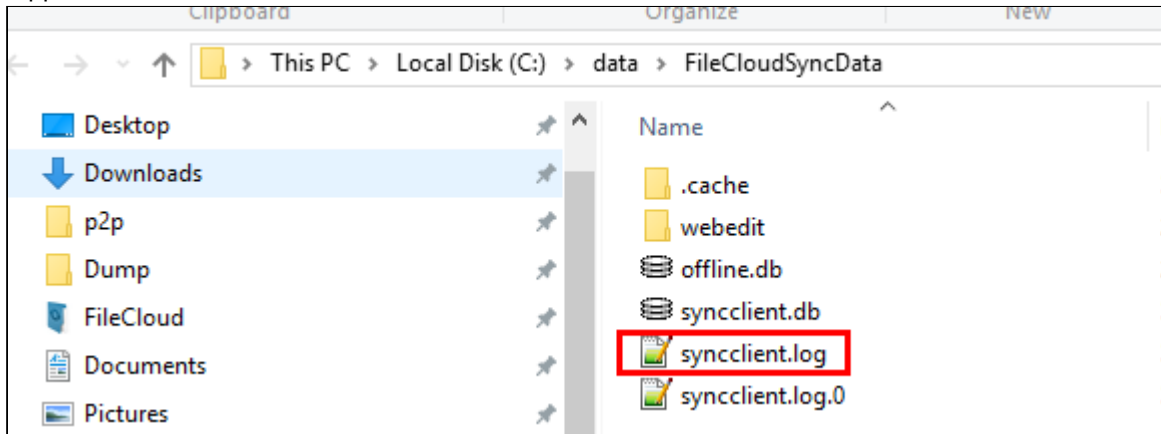 Clipboard Organize New
This PC > Local Disk (C:) > data > FileCloudSyncData
Desktop
Downloads
p2p
Dump
FileCloud
Documents
Pictures
Name
.cache
webedit
offline.db
syncclient.db
syncclient.log
syncclient.log.0